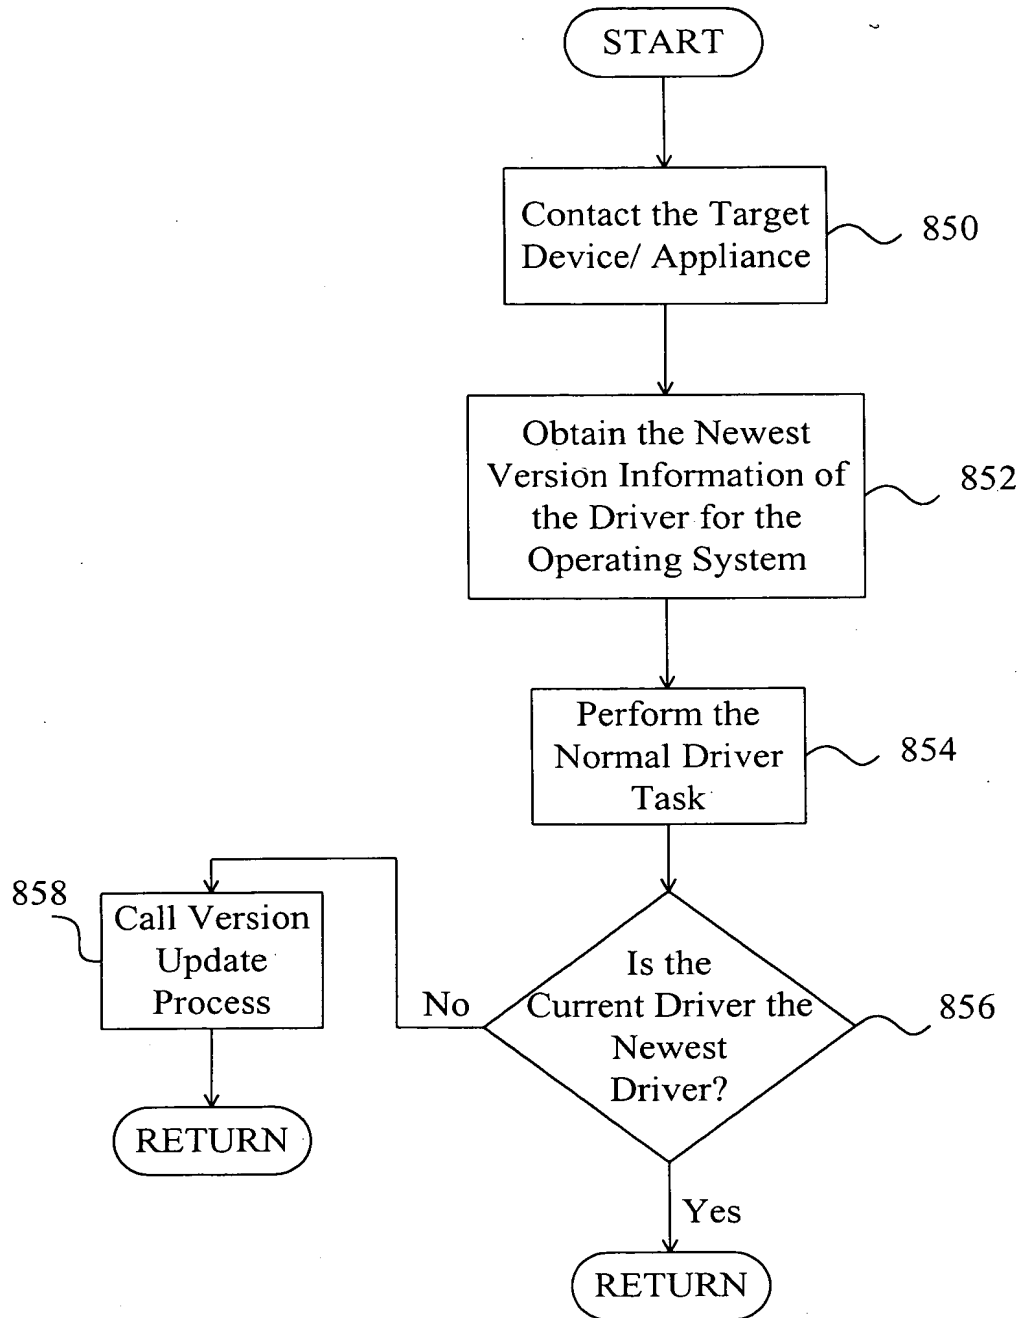 START
Contact the Target
Device/ Appliance
850
Obtain the Newest
Version Information of
the Driver for the
Operating System
852
Perform the
Normal Driver
Task
854
858
Call Version
Update
Process
No
Is the
Current Driver the
Newest
Driver?
856
RETURN
Yes
RETURN